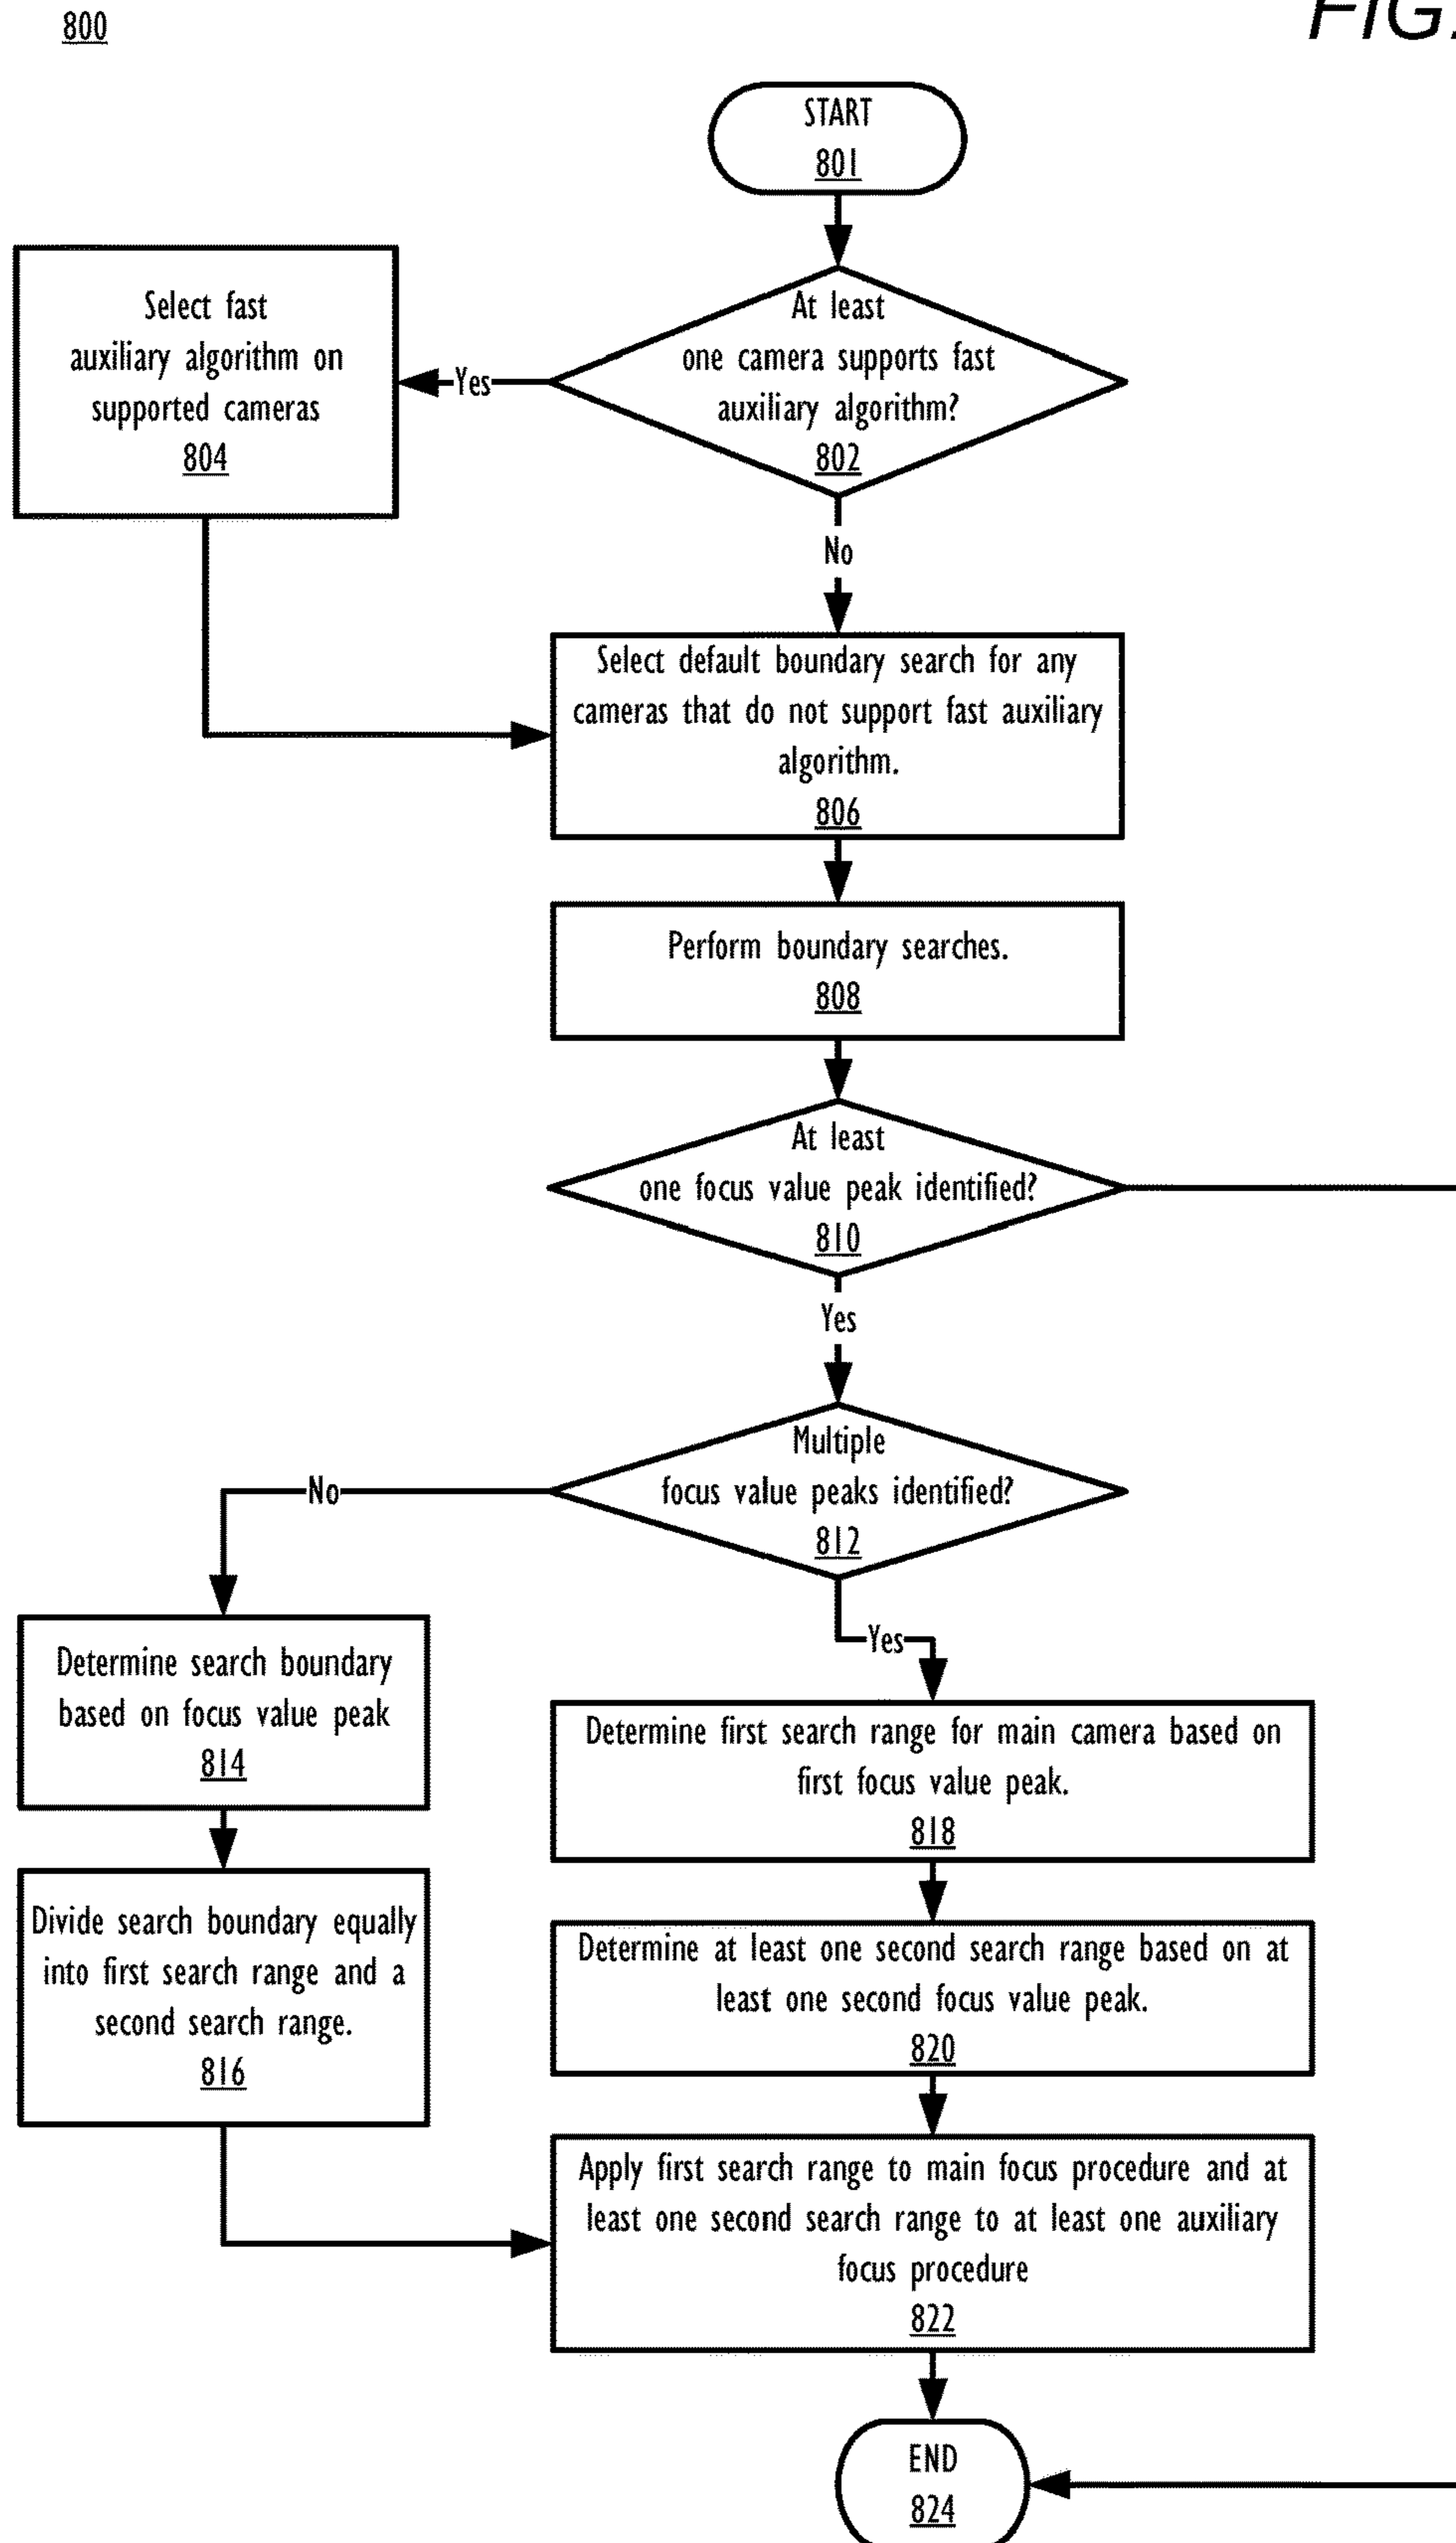 800
FIG.
START
801
At least
one camera supports fast
auxiliary algorithm?
802
Yes
Select fast
auxiliary algorithm on
supported cameras
804
No
Select default boundary search for any
cameras that do not support fast auxiliary
algorithm.
806
Perform boundary searches.
808
At least
one focus value peak identified?
810
Yes
Multiple
focus value peaks identified?
812
No
Determine search boundary
based on focus value peak
814
Divide search boundary equally
into first search range and a
second search range.
816
Yes
Determine first search range for main camera based on
first focus value peak.
818
Determine at least one second search range based on at
least one second focus value peak.
820
Apply first search range to main focus procedure and at
least one second search range to at least one auxiliary
focus procedure
822
END
824